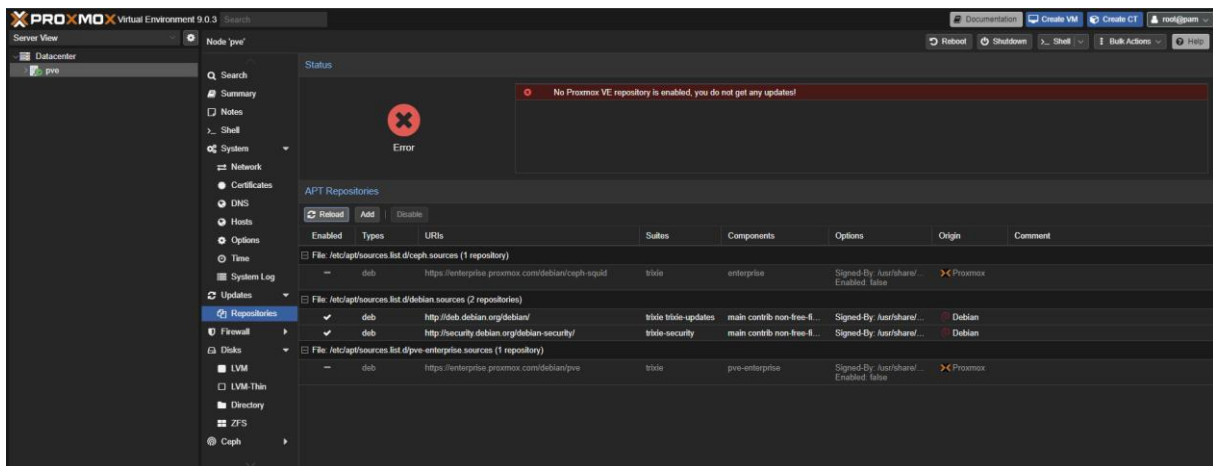 PROXMOX Virtual Environment 9.0.3 Search Documentation Create VM Create CT root@pam
Server View Node 'pve' Reboot Shutdown >_ Shell Bulk Actions Help
Datacenter
pve
Search
Summary
Notes
>_ Shell
System
Network
Certificates
DNS
Hosts
Options
Time
System Log
Updates
Repositories
Firewall
Disks
LVM
LVM-Thin
Directory
ZFS
Ceph
Status
Error
No Proxmox VE repository is enabled, you do not get any updates!
APT Repositories
Reload Add Disable
Enabled Types URIs Suites Components Options Origin Comment
File: /etc/apt/sources.list.d/ceph.sources (1 repository)
deb https://enterprise.proxmox.com/debian/ceph-squid trixie enterprise Signed-By: /usr/share/... Proxmox
Enabled: false
File: /etc/apt/sources.list.d/debian.sources (2 repositories)
deb http://deb.debian.org/debian/ trixie trixie-updates main contrib non-free-fi... Signed-By: /usr/share/... Debian
deb http://security.debian.org/debian-security/ trixie-security main contrib non-free-fi... Signed-By: /usr/share/... Debian
File: /etc/apt/sources.list.d/pve-enterprise.sources (1 repository)
deb https://enterprise.proxmox.com/debian/pve trixie pve-enterprise Signed-By: /usr/share/... Proxmox
Enabled: false